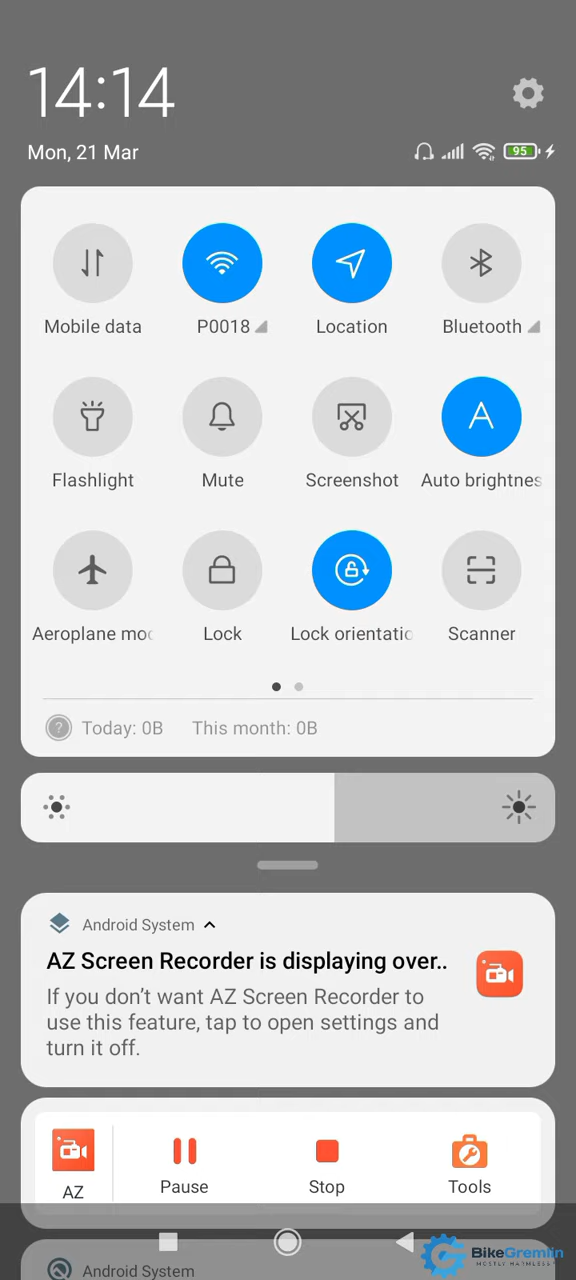 14:14
Mon, 21 Mar
95
Mobile data
P0018
Location
Bluetooth
Flashlight
Mute
Screenshot
Auto brightnes
Aeroplane mod
Lock
Lock orientatio
Scanner
? Today: 0B This month: 0B
Android System
AZ Screen Recorder is displaying over..
If you don’t want AZ Screen Recorder to
use this feature, tap to open settings and
turn it off.
AZ
Pause
Stop
Tools
BikeGremlin
MOSTLY HARMLESS
Android System